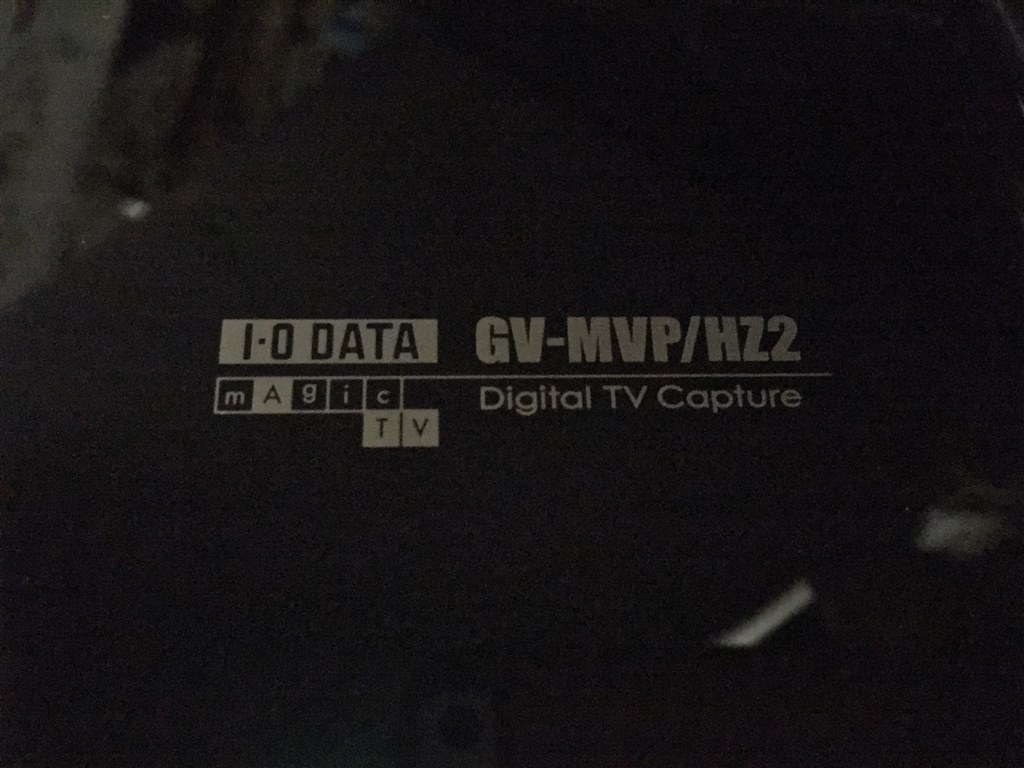 I-O DATA GV-MVP/HZ2
mAgic Digital TV Capture
TV